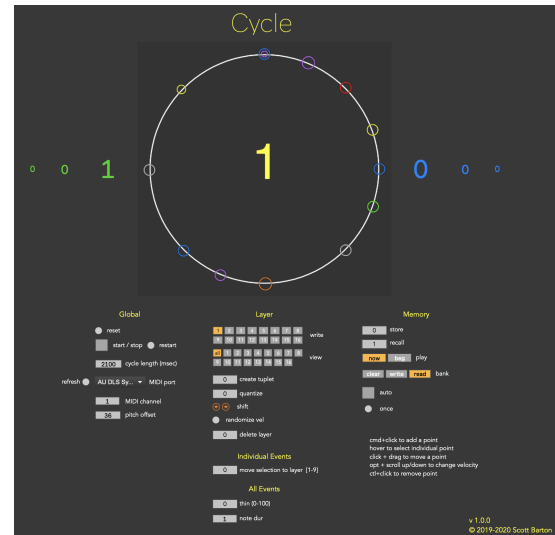 Cycle
0 0 1 1 0 0 0
Global
reset
start / stop restart
2100 cycle length (msec)
refresh AU DLS Sy... MIDI port
1 MIDI channel
36 pitch offset
Layer
1 2 3 4 5 6 7 8
9 10 11 12 13 14 15 16 write
all 1 2 3 4 5 6 7 8
9 10 11 12 13 14 15 16 view
0 create tuplet
0 quantize
shift
randomize vel
0 delete layer
Individual Events
0 move selection to layer (1-9)
All Events
0 thin (0-100)
1 note dur
Memory
0 store
1 recall
now beg play
clear write read bank
auto
once
cmd+click to add a point
hover to select individual point
click + drag to move a point
opt + scroll up/down to change velocity
ctl+click to remove point
v 1.0.0
© 2019-2020 Scott Barton